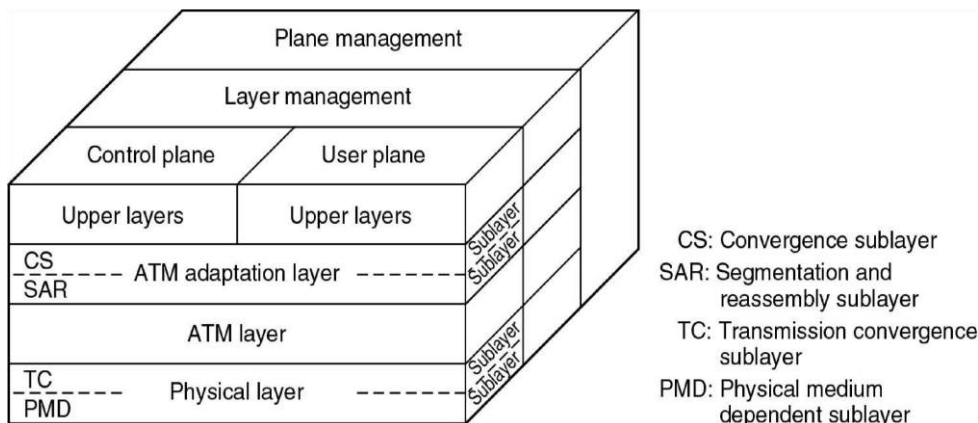 Plane management
Layer management
Control plane
User plane
Upper layers
Upper layers
CS
ATM adaptation layer
SAR
Sublayer
Sublayer
ATM layer
TC
Physical layer
PMD
Sublayer
Sublayer
CS: Convergence sublayer
SAR: Segmentation and
reassembly sublayer
TC: Transmission convergence
sublayer
PMD: Physical medium
dependent sublayer